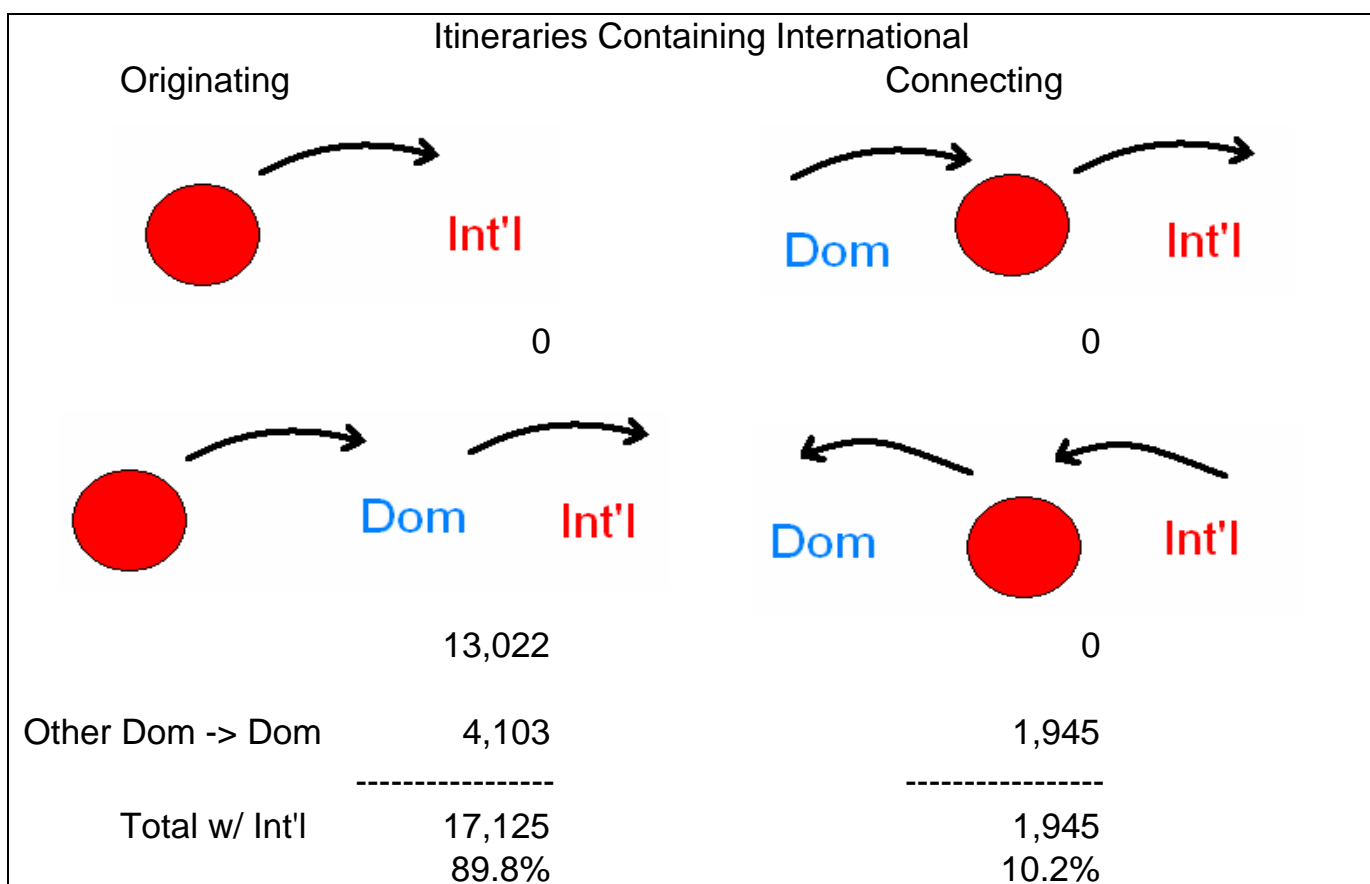 Itineraries Containing International
Originating Connecting
Int'l Dom Int'l
0 0
Dom Int'l Dom Int'l
13,022 0
Other Dom -> Dom 4,103 1,945
----------------- -----------------
Total w/ Int'l 17,125 1,945
89.8% 10.2%